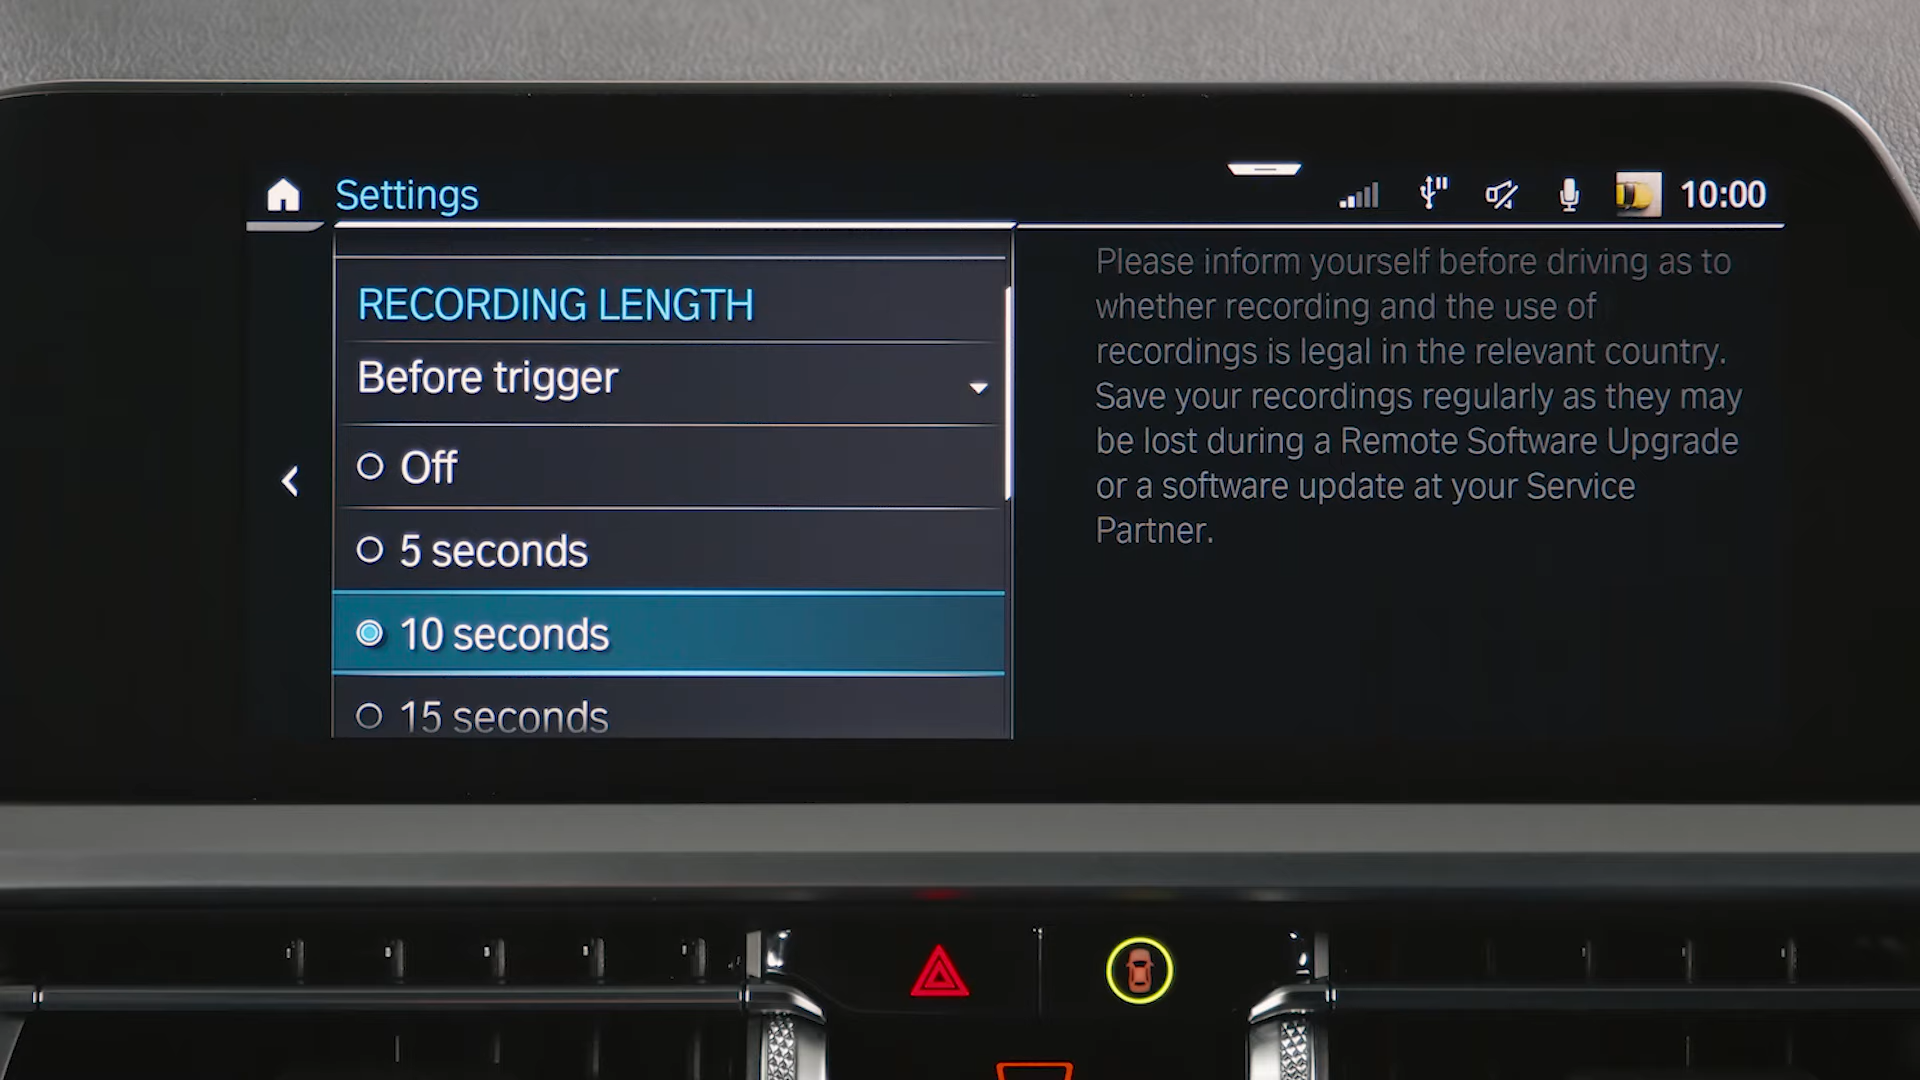 Settings
10:00
RECORDING LENGTH
Before trigger
Off
5 seconds
10 seconds
15 seconds
Please inform yourself before driving as to
whether recording and the use of
recordings is legal in the relevant country.
Save your recordings regularly as they may
be lost during a Remote Software Upgrade
or a software update at your Service
Partner.